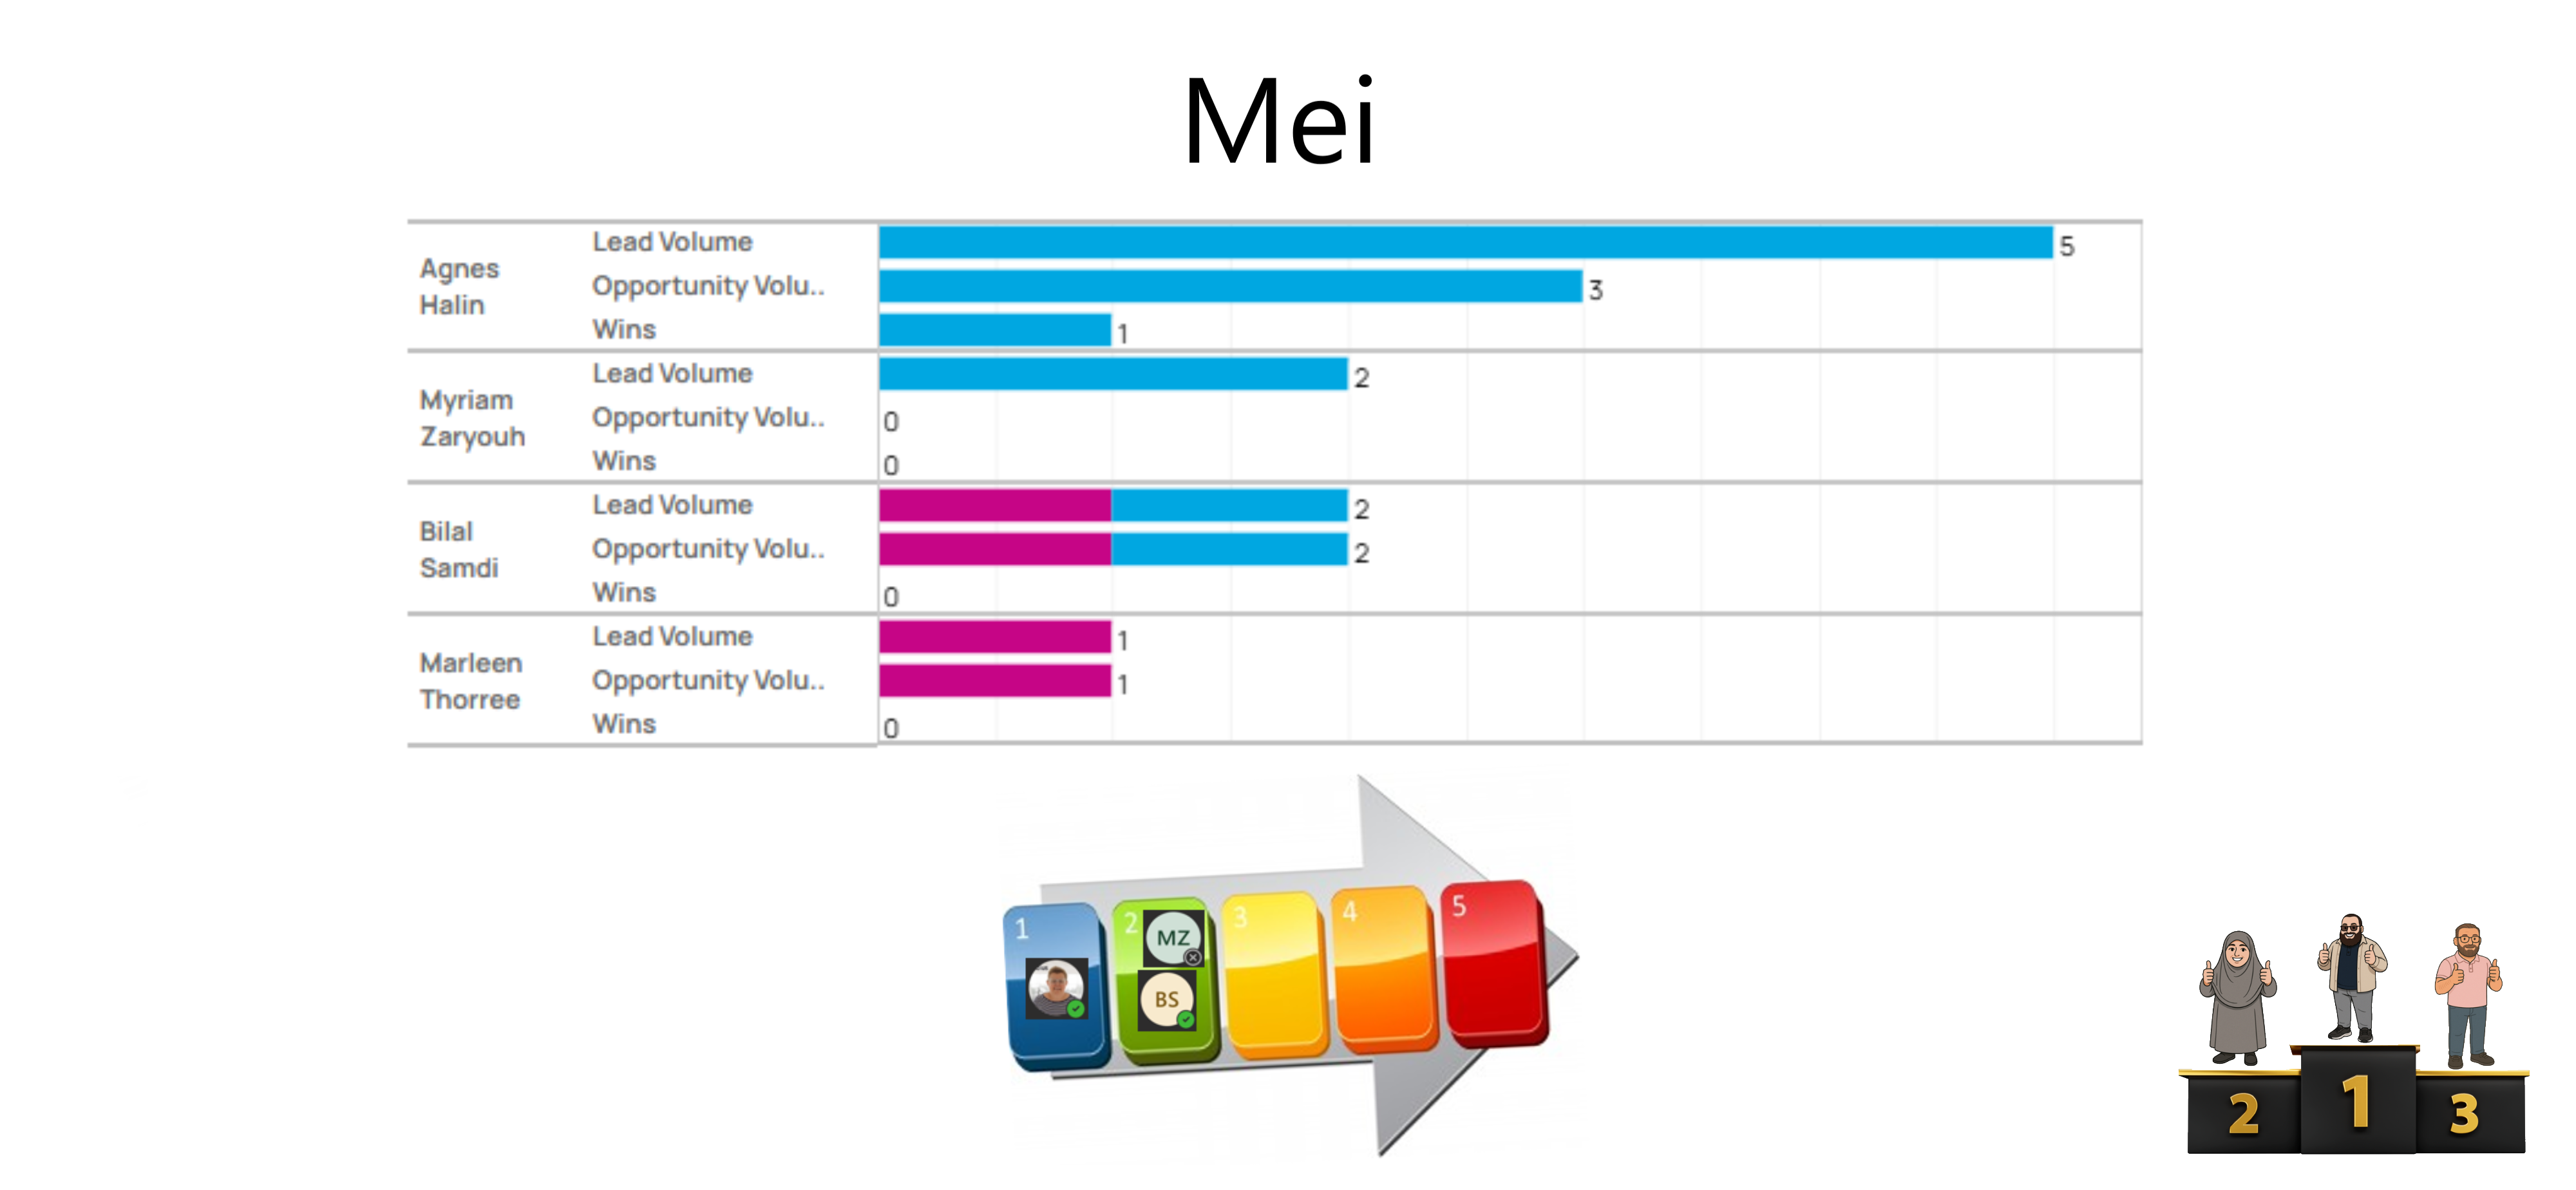 Mei
Agnes
Halin
Lead Volume 5
Opportunity Volu.. 3
Wins 1
Myriam
Zaryouh
Lead Volume 2
Opportunity Volu.. 0
Wins 0
Bilal
Samdi
Lead Volume 2
Opportunity Volu.. 2
Wins 0
Marleen
Thorree
Lead Volume 1
Opportunity Volu.. 1
Wins 0
1 2 3 4 5
MZ
BS
2 1 3